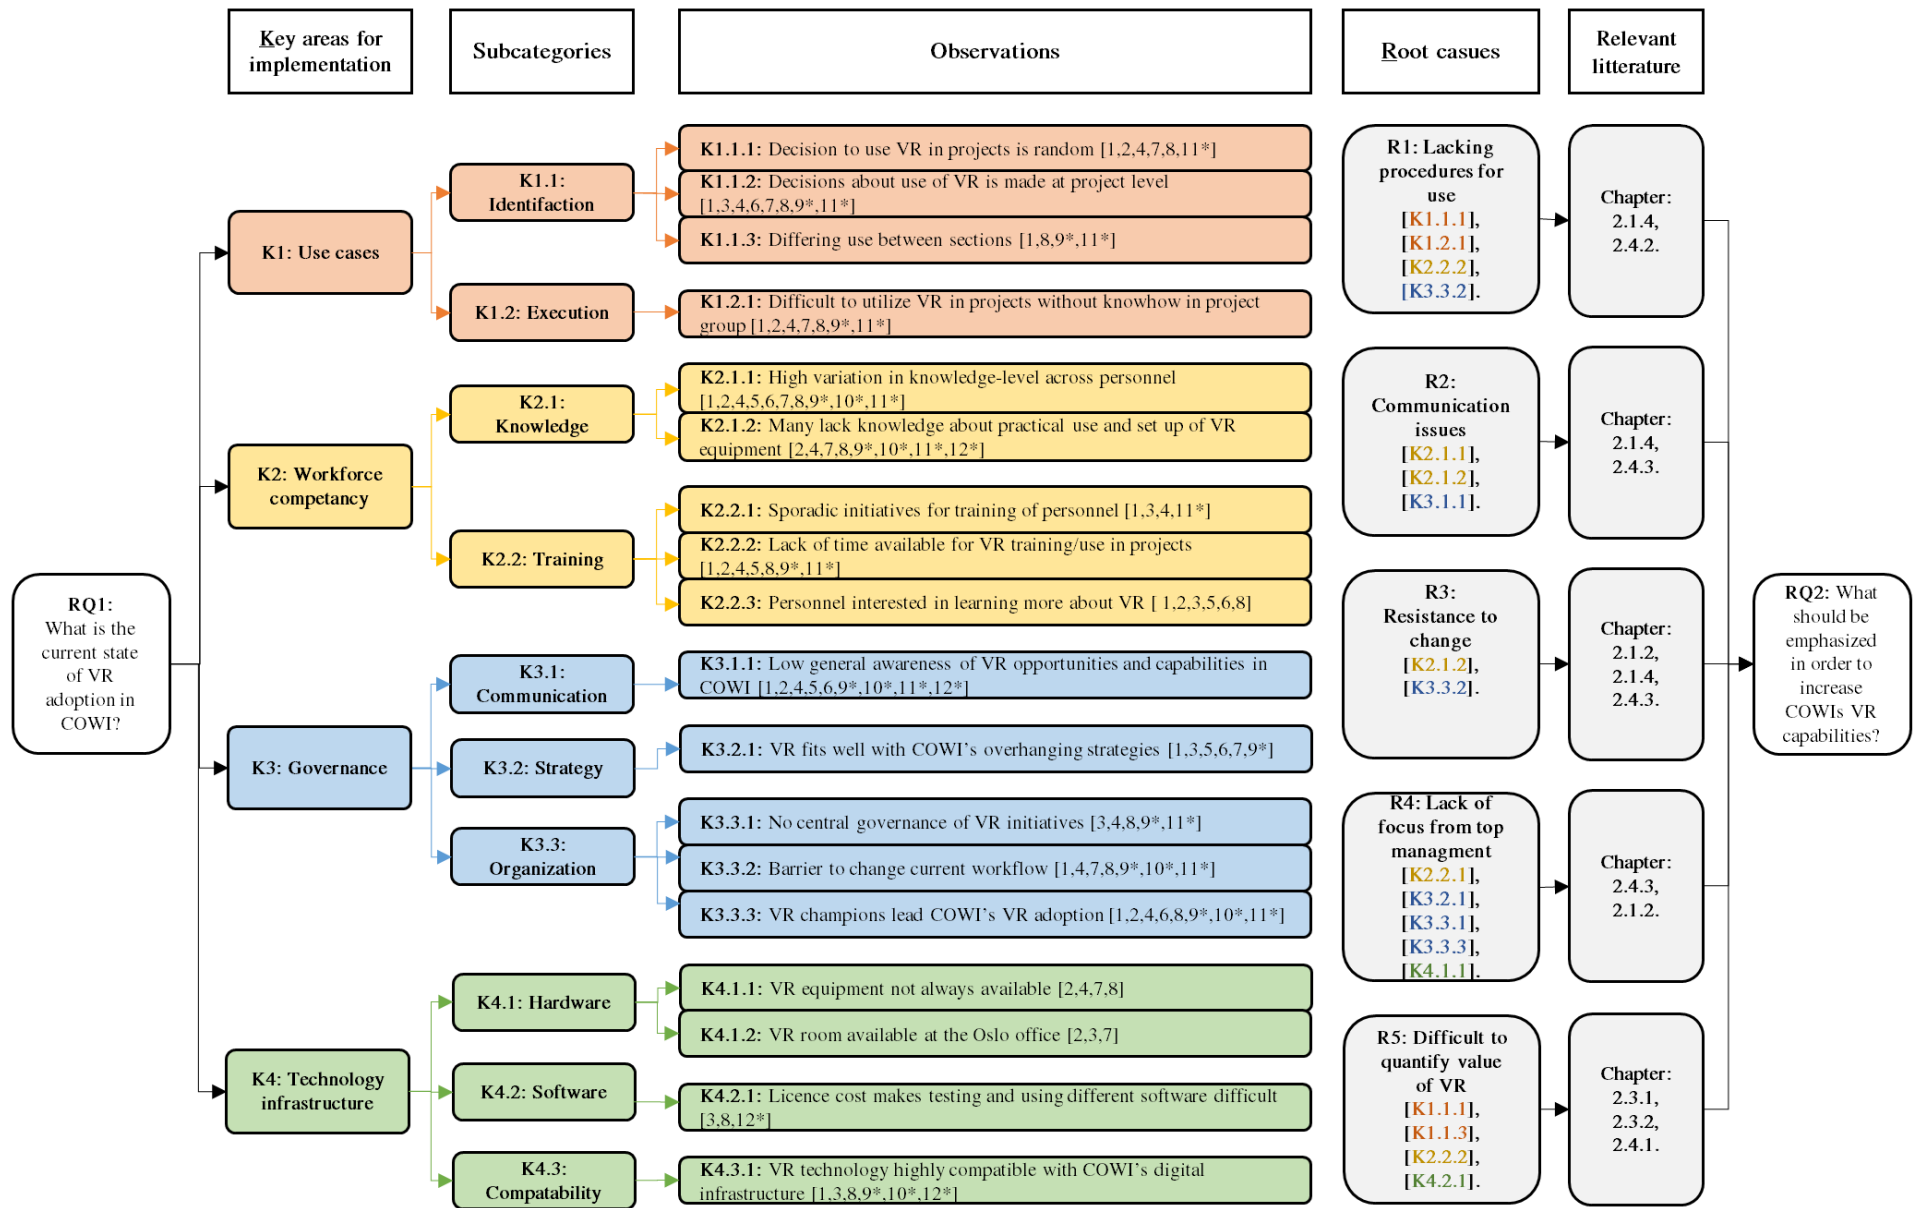 Key areas for
implementation
Subcategories
Observations
Root casues
Relevant
litterature
RQ1:
What is the
current state
of VR
adoption in
COWI?
K1: Use cases
K1.1:
Identifaction
K1.1.1: Decision to use VR in projects is random [1,2,4,7,8,11*]
K1.1.2: Decisions about use of VR is made at project level
[1,3,4,6,7,8,9*,11*]
K1.1.3: Differing use between sections [1,8,9*,11*]
K1.2: Execution
K1.2.1: Difficult to utilize VR in projects without knowhow in project
group [1,2,4,7,8,9*,11*]
K2: Workforce
competancy
K2.1:
Knowledge
K2.1.1: High variation in knowledge-level across personnel
[1,2,4,5,6,7,8,9*,10*,11*]
K2.1.2: Many lack knowledge about practical use and set up of VR
equipment [2,4,7,8,9*,10*,11*,12*]
K2.2: Training
K2.2.1: Sporadic initiatives for training of personnel [1,3,4,11*]
K2.2.2: Lack of time available for VR training/use in projects
[1,2,4,5,8,9*,11*]
K2.2.3: Personnel interested in learning more about VR [ 1,2,3,5,6,8]
K3: Governance
K3.1:
Communication
K3.1.1: Low general awareness of VR opportunities and capabilities in
COWI [1,2,4,5,6,9*,10*,11*,12*]
K3.2: Strategy
K3.2.1: VR fits well with COWI's overhanging strategies [1,3,5,6,7,9*]
K3.3:
Organization
K3.3.1: No central governance of VR initiatives [3,4,8,9*,11*]
K3.3.2: Barrier to change current workflow [1,4,7,8,9*,10*,11*]
K3.3.3: VR champions lead COWI's VR adoption [1,2,4,6,8,9*,10*,11*]
K4: Technology
infrastructure
K4.1: Hardware
K4.1.1: VR equipment not always available [2,4,7,8]
K4.1.2: VR room available at the Oslo office [2,3,7]
K4.2: Software
K4.2.1: Licence cost makes testing and using different software difficult
[3,8,12*]
K4.3:
Compatability
K4.3.1: VR technology highly compatible with COWI's digital
infrastructure [1,3,8,9*,10*,12*]
R1: Lacking
procedures for
use
[K1.1.1],
[K1.2.1],
[K2.2.2],
[K3.3.2].
Chapter:
2.1.4,
2.4.2.
R2:
Communication
issues
[K2.1.1],
[K2.1.2],
[K3.1.1].
Chapter:
2.1.4,
2.4.3.
R3:
Resistance to
change
[K2.1.2],
[K3.3.2].
Chapter:
2.1.2,
2.1.4,
2.4.3.
R4: Lack of
focus from top
managment
[K2.2.1],
[K3.2.1],
[K3.3.1],
[K3.3.3],
[K4.1.1].
Chapter:
2.4.3,
2.1.2.
R5: Difficult to
quantify value
of VR
[K1.1.1],
[K1.1.3],
[K2.2.2],
[K4.2.1].
Chapter:
2.3.1,
2.3.2,
2.4.1.
RQ2: What
should be
emphasized
in order to
increase
COWIs VR
capabilities?